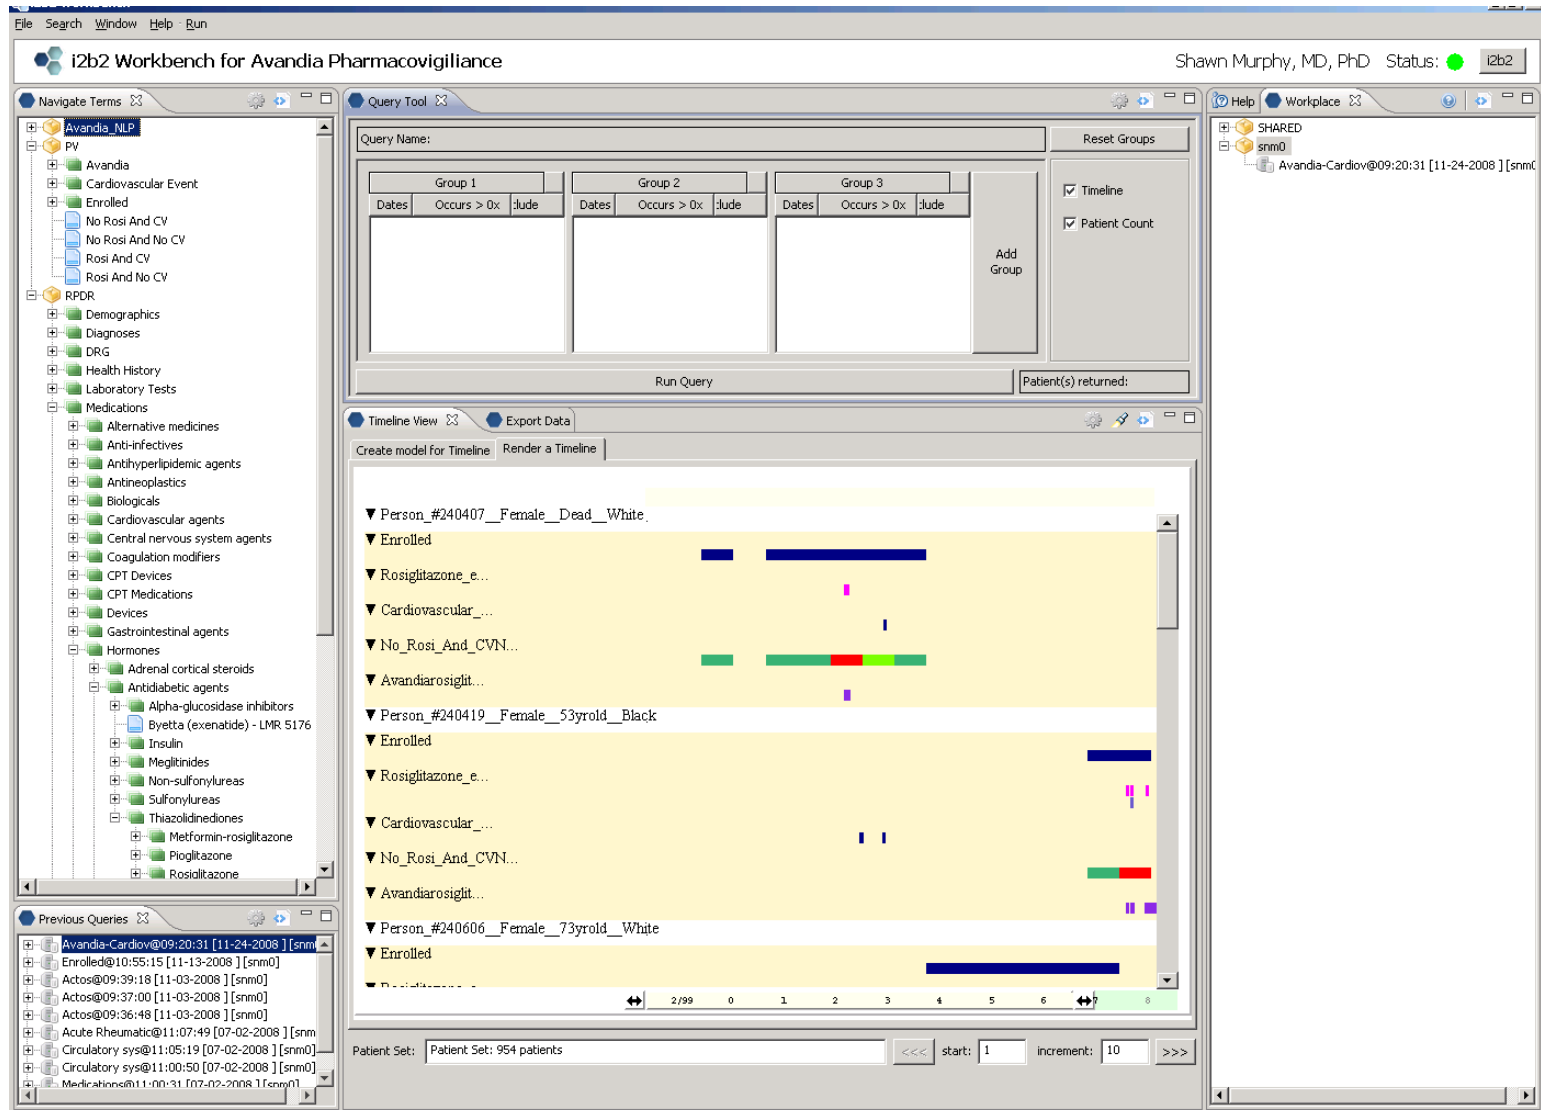 File Search Window Help Run
i2b2 Workbench for Avandia Pharmacovigiliance
Shawn Murphy, MD, PhD Status: i2b2
Navigate Terms
Avandia_NLP
PV
Avandia
Cardiovascular Event
Enrolled
No Rosi And CV
No Rosi And No CV
Rosi And CV
Rosi And No CV
RPDR
Demographics
Diagnoses
DRG
Health History
Laboratory Tests
Medications
Alternative medicines
Anti-infectives
Antihyperlipidemic agents
Antineoplastics
Biologicals
Cardiovascular agents
Central nervous system agents
Coagulation modifiers
CPT Devices
CPT Medications
Devices
Gastrointestinal agents
Hormones
Adrenal cortical steroids
Antidiabetic agents
Alpha-glucosidase inhibitors
Byetta (exenatide) - LMR 5176
Insulin
Meglitinides
Non-sulfonylureas
Sulfonylureas
Thiazolidinediones
Metformin-rosiglitazone
Pioglitazone
Rosiglitazone
Previous Queries
Avandia-Cardiov@09:20:31 [11-24-2008 ] [snm
Enrolled@10:55:15 [11-13-2008 ] [snm0]
Actos@09:39:18 [11-03-2008 ] [snm0]
Actos@09:37:00 [11-03-2008 ] [snm0]
Actos@09:36:48 [11-03-2008 ] [snm0]
Acute Rheumatic@11:07:49 [07-02-2008 ] [snm
Circulatory sys@11:05:19 [07-02-2008 ] [snm0]
Circulatory sys@11:00:50 [07-02-2008 ] [snm0]
Medications@11:00:31 [07-02-2008 ] [snm0]
Query Tool
Query Name:
Reset Groups
Group 1 Group 2 Group 3
Dates Occurs > 0x :lude Dates Occurs > 0x :lude Dates Occurs > 0x :lude
Add
Group
Timeline
Patient Count
Run Query
Patient(s) returned:
Timeline View Export Data
Create model for Timeline Render a Timeline
Person_#240407__Female__Dead__White
Enrolled
Rosiglitazone_e...
Cardiovascular_...
No_Rosi_And_CVN...
Avandiarosiglit...
Person_#240419__Female__53yrold__Black
Enrolled
Rosiglitazone_e...
Cardiovascular_...
No_Rosi_And_CVN...
Avandiarosiglit...
Person_#240606__Female__73yrold__White
Enrolled
2/99 0 1 2 3 4 5 6 7 8
Patient Set: Patient Set: 954 patients <<< start: 1 increment: 10 >>>
Help Workplace
SHARED
snm0
Avandia-Cardiov@09:20:31 [11-24-2008 ] [snm0